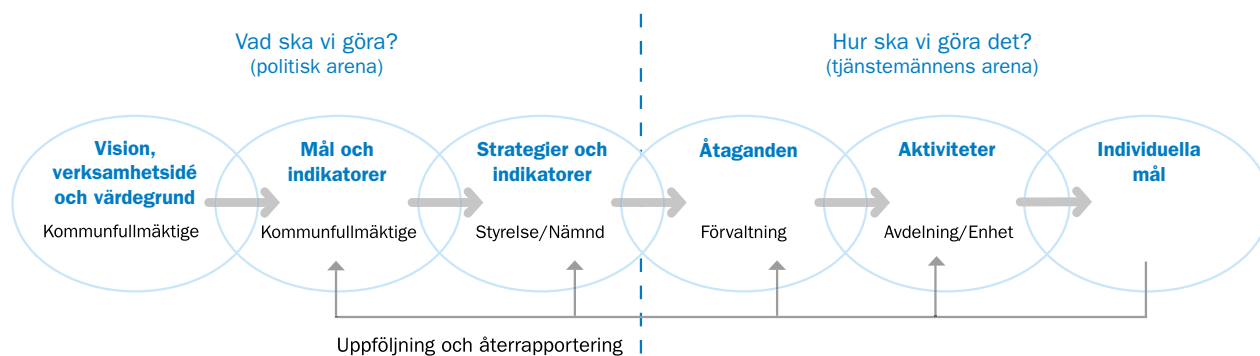 Vad ska vi göra?
(politisk arena)
Hur ska vi göra det?
(tjänstemännens arena)
Vision,
verksamhetsidé
och värdegrund
Kommunfullmäktige
Mål och
indikatorer
Kommunfullmäktige
Strategier och
indikatorer
Styrelse/Nämnd
Åtaganden
Förvaltning
Aktiviteter
Avdelning/Enhet
Individuella
mål
Uppföljning och återrapportering